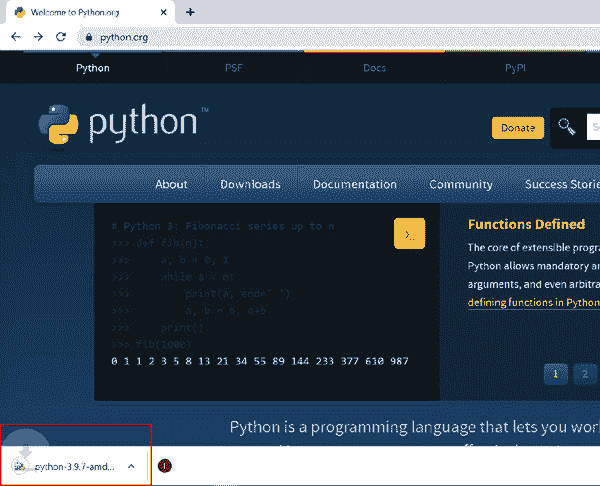 Welcome to Python.org
python.org
Python PSF Docs PyPI
python™
Donate
About Downloads Documentation Community Success Storie
# Python 3: Fibonacci series up to n
>>> def fib(n):
>>> a, b = 0, 1
>>> while a < n:
>>> print(a, end=' ')
>>> a, b = b, a+b
>>> print()
>>> fib(1000)
0 1 1 2 3 5 8 13 21 34 55 89 144 233 377 610 987
>_
Functions Defined
The core of extensible progra
Python allows mandatory an
arguments, and even arbitra
defining functions in Python
1 2
Python is a programming language that lets you work
python-3.9.7-amd...
1